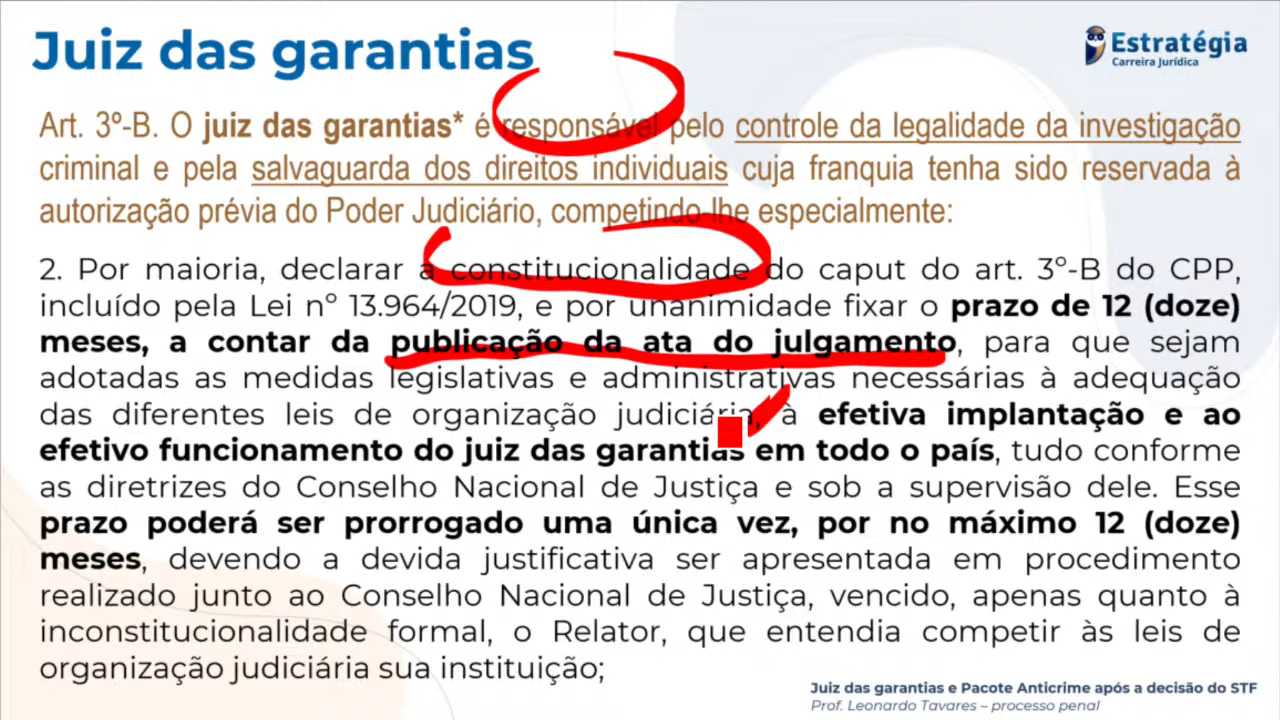 Juiz das garantias
Estratégia
Carreira Jurídica
Art. 3º-B. O juiz das garantias* é responsável pelo controle da legalidade da investigação
criminal e pela salvaguarda dos direitos individuais cuja franquia tenha sido reservada à
autorização prévia do Poder Judiciário, competindo-lhe especialmente:
2. Por maioria, declarar a constitucionalidade do caput do art. 3º-B do CPP,
incluído pela Lei nº 13.964/2019, e por unanimidade fixar o prazo de 12 (doze)
meses, a contar da publicação da ata do julgamento, para que sejam
adotadas as medidas legislativas e administrativas necessárias à adequação
das diferentes leis de organização judiciária, à efetiva implantação e ao
efetivo funcionamento do juiz das garantias em todo o país, tudo conforme
as diretrizes do Conselho Nacional de Justiça e sob a supervisão dele. Esse
prazo poderá ser prorrogado uma única vez, por no máximo 12 (doze)
meses, devendo a devida justificativa ser apresentada em procedimento
realizado junto ao Conselho Nacional de Justiça, vencido, apenas quanto à
inconstitucionalidade formal, o Relator, que entendia competir às leis de
organização judiciária sua instituição;
Juiz das garantias e Pacote Anticrime após a decisão do STF
Prof. Leonardo Tavares – processo penal